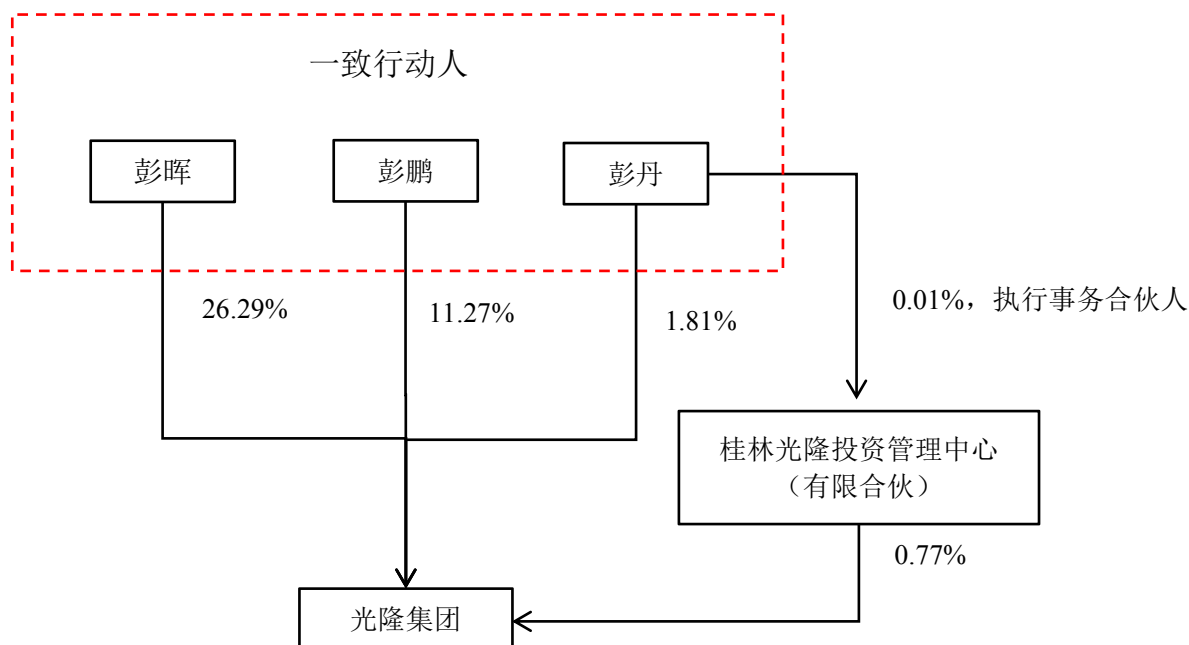 一致行动人
彭晖
彭鹏
彭丹
26.29%
11.27%
1.81%
0.01%，执行事务合伙人
桂林光隆投资管理中心
（有限合伙）
0.77%
光隆集团